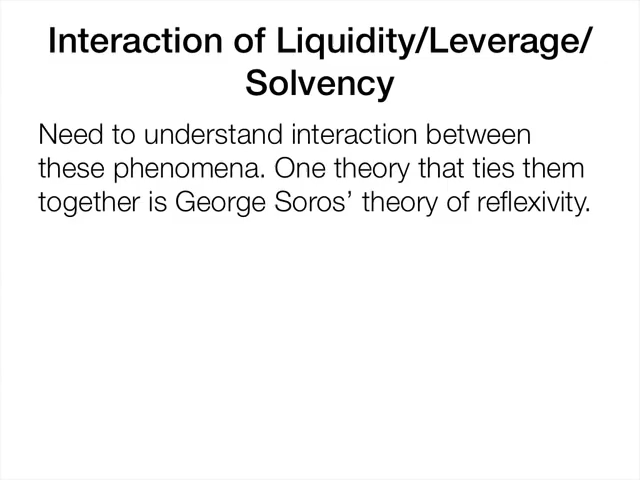 Interaction of Liquidity/Leverage/
Solvency
Need to understand interaction between
these phenomena. One theory that ties them
together is George Soros’ theory of reflexivity.